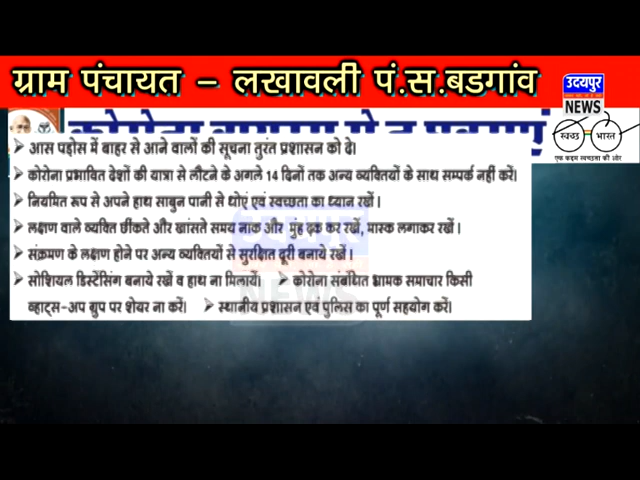 ग्राम पंचायत – लखावली पं.स.बडगांव
उदयपुर
NEWS
स्वच्छ भारत
एक कदम स्वच्छता की ओर
➢ आस पड़ोस में बाहर से आने वालों की सूचना तुरंत प्रशासन को दे।
➢ कोरोना प्रभावित देशों की यात्रा से लौटने के अगले 14 दिनों तक अन्य व्यक्तियों के साथ सम्पर्क नहीं करें।
➢ नियमित रूप से अपने हाथ साबुन पानी से धोएं एवं स्वच्छता का ध्यान रखें ।
➢ लक्षण वाले व्यक्ति छींकते और खांसते समय नाक और मुंह ढ़क कर रखें, मास्क लगाकर रखें ।
➢ संक्रमण के लक्षण होने पर अन्य व्यक्तियों से सुरक्षित दूरी बनाये रखें ।
➢ सोशियल डिस्टेंसिंग बनाये रखें व हाथ ना मिलायें। ➢ कोरोना संबंधित भ्रामक समाचार किसी
व्हाट्स-अप ग्रुप पर शेयर ना करें। ➢ स्थानीय प्रशासन एवं पुलिस का पूर्ण सहयोग करें।
NEWS